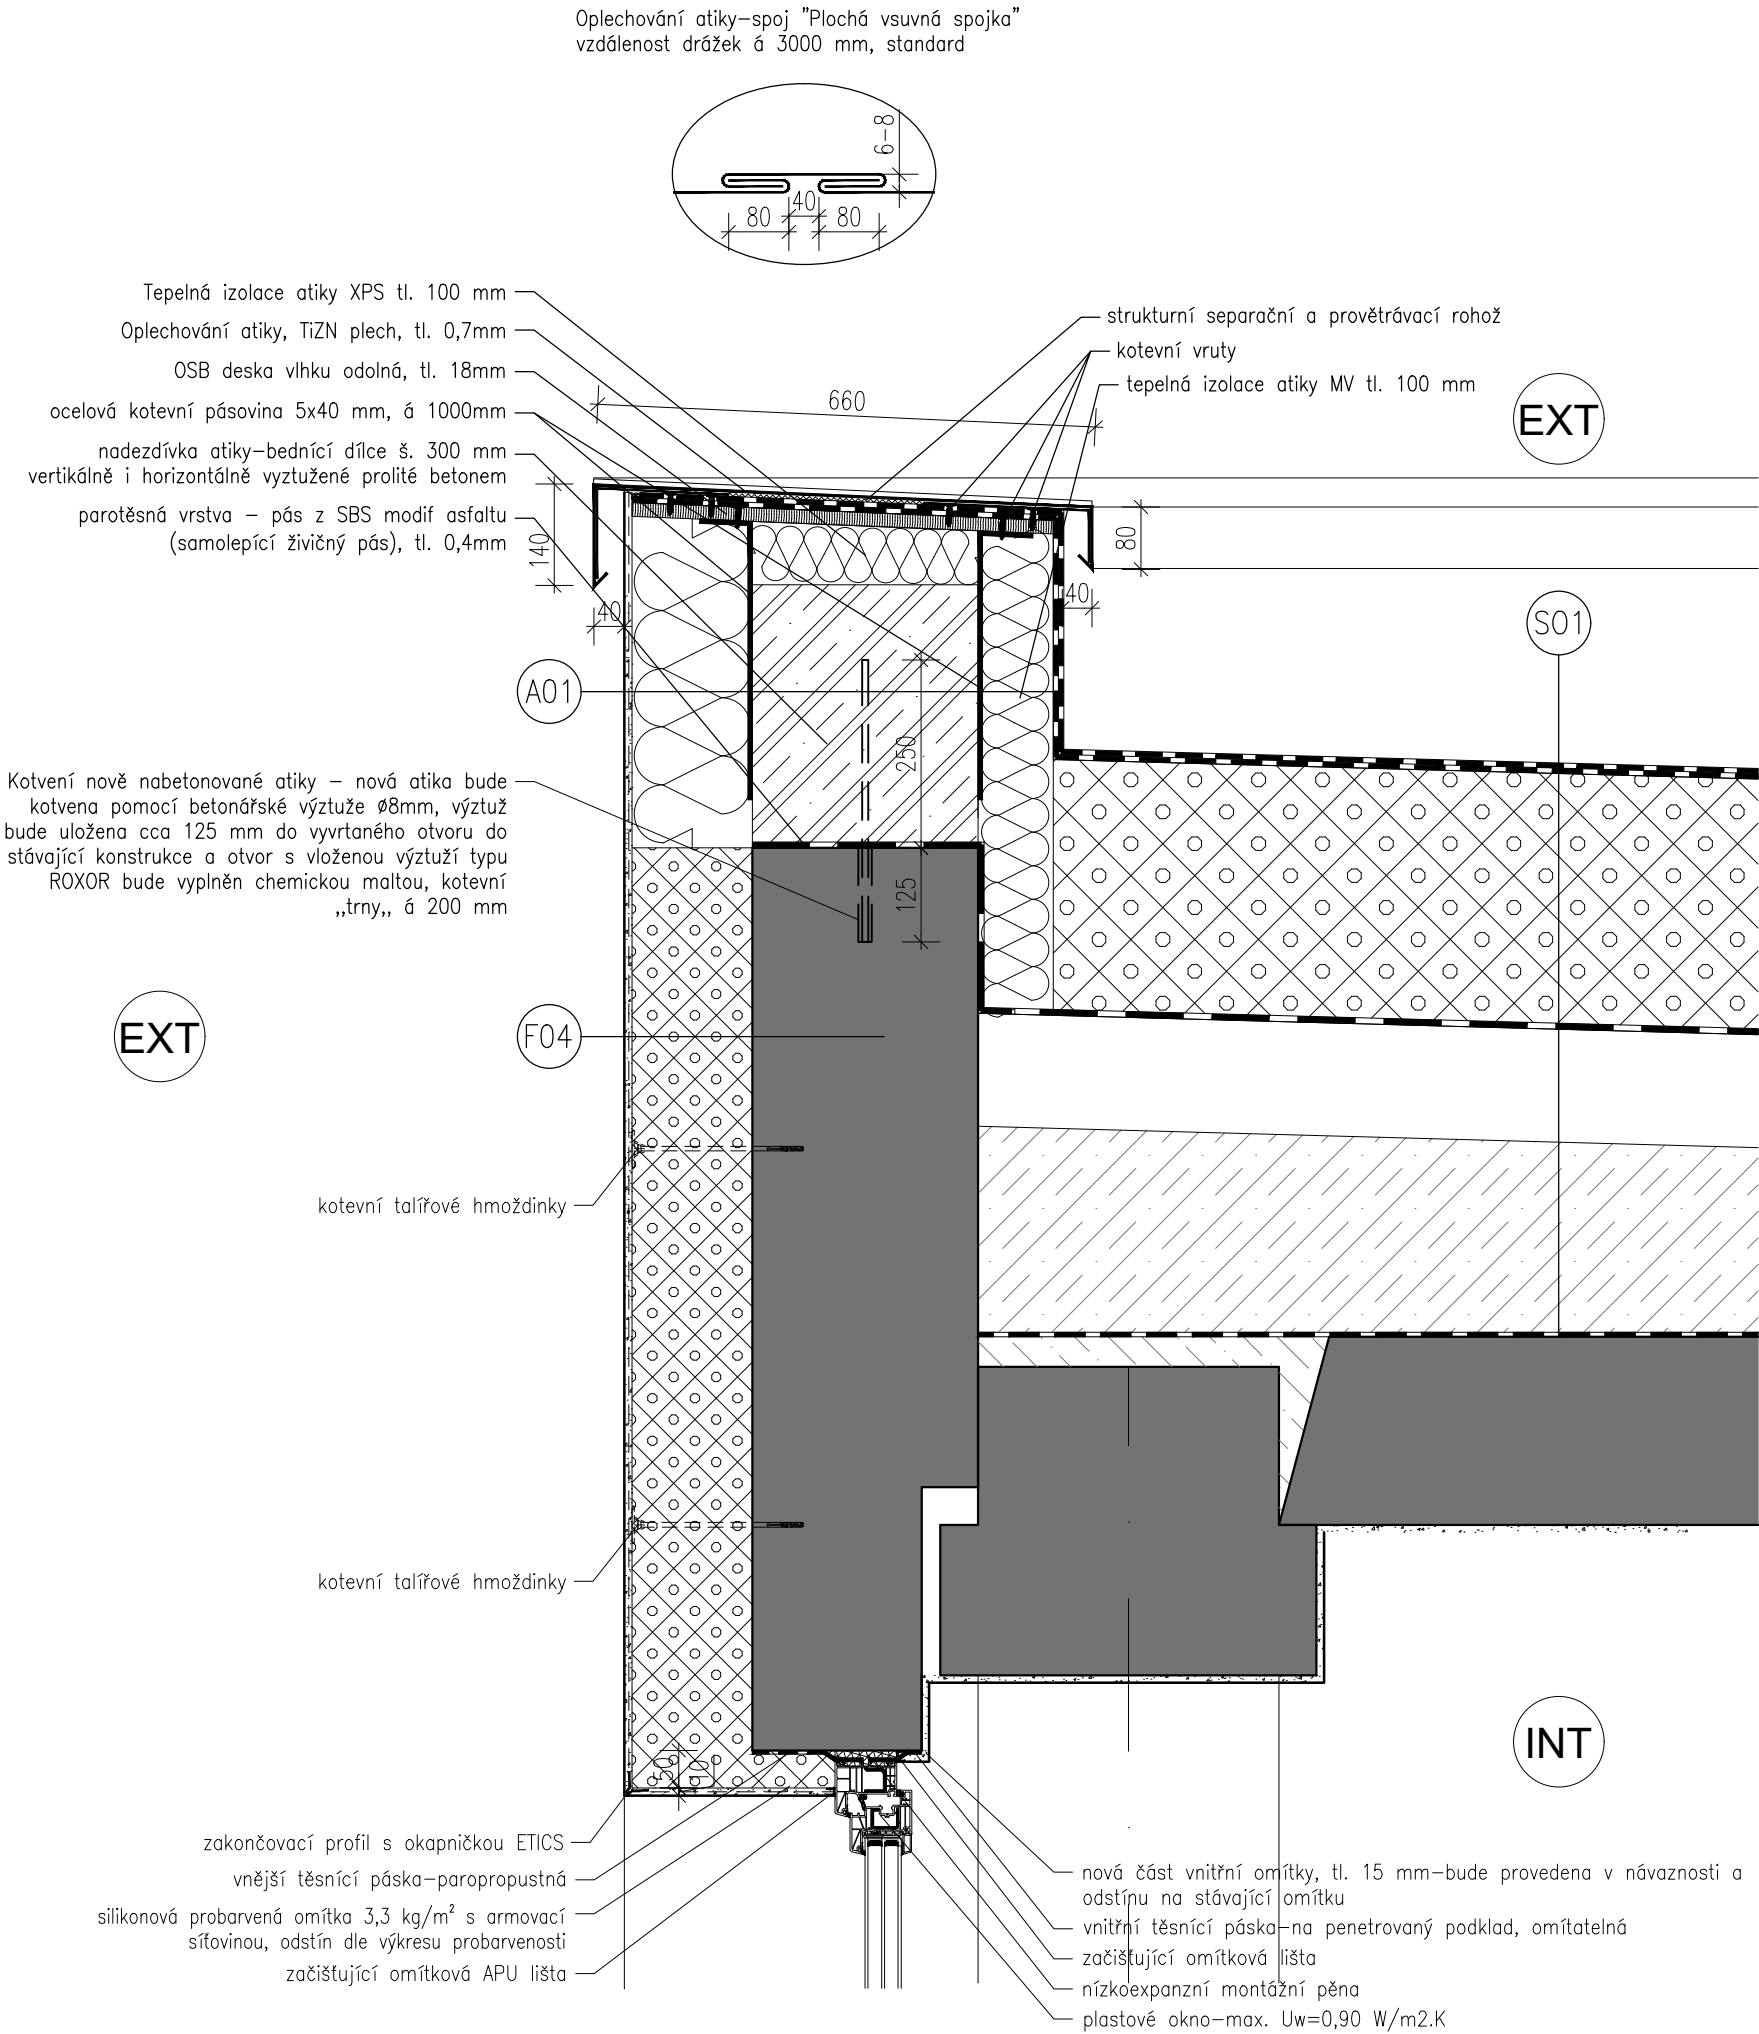 Oplechování atiky-spoj "Plochá vsuvná spojka"
vzdálenost drážek á 3000 mm, standard
6-8
40
80
80
Tepelná izolace atiky XPS tl. 100 mm
Oplechování atiky, TiZN plech, tl. 0,7mm
OSB deska vlhku odolná, tl. 18mm
ocelová kotevní pásovina 5x40 mm, á 1000mm
nadezdívka atiky-bednící dílce š. 300 mm
vertikálně i horizontálně vyztužené prolité betonem
parotěsná vrstva - pás z SBS modif asfaltu
(samolepící živičný pás), tl. 0,4mm
strukturní separační a provětrávací rohož
kotevní vruty
tepelná izolace atiky MV tl. 100 mm
660
EXT
140
80
40
40
S01
A01
250
125
Kotvení nově nabetonované atiky - nová atika bude
kotvena pomocí betonářské výztuže ø8mm, výztuž
bude uložena cca 125 mm do vyvrtaného otvoru do
stávající konstrukce a otvor s vloženou výztuží typu
ROXOR bude vyplněn chemickou maltou, kotevní
,,trny,, á 200 mm
EXT
F04
kotevní talířové hmoždinky
kotevní talířové hmoždinky
INT
50
10
zakončovací profil s okapničkou ETICS
vnější těsnící páska-paropropustná
silikonová probarvená omítka 3,3 kg/m² s armovací
síťovinou, odstín dle výkresu probarvenosti
začišťující omítková APU lišta
nová část vnitřní omítky, tl. 15 mm-bude provedena v návaznosti a
odstínu na stávající omítku
vnitřní těsnící páska-na penetrovaný podklad, omítatelná
začišťující omítková lišta
nízkoexpanzní montážní pěna
plastové okno-max. Uw=0,90 W/m2.K